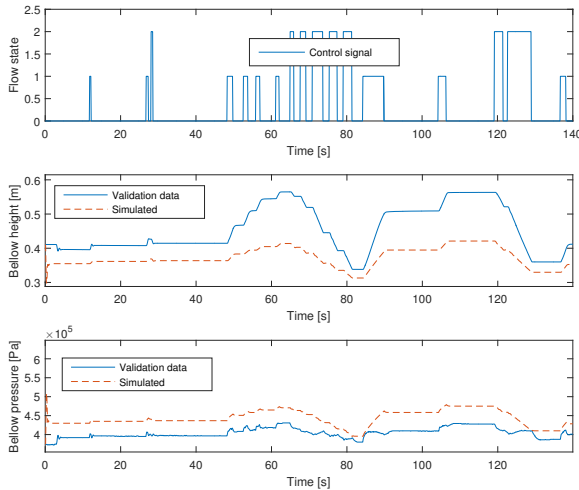 2.5
2
1.5
1
0.5
0
Flow state
Control signal
0 20 40 60 80 100 120 140
Time [s]
0.6
0.5
0.4
0.3
Bellow height [m]
Validation data
Simulated
0 20 40 60 80 100 120
Time [s]
×10⁵
6
5.5
5
4.5
4
Bellow pressure [Pa]
Validation data
Simulated
0 20 40 60 80 100 120
Time [s]